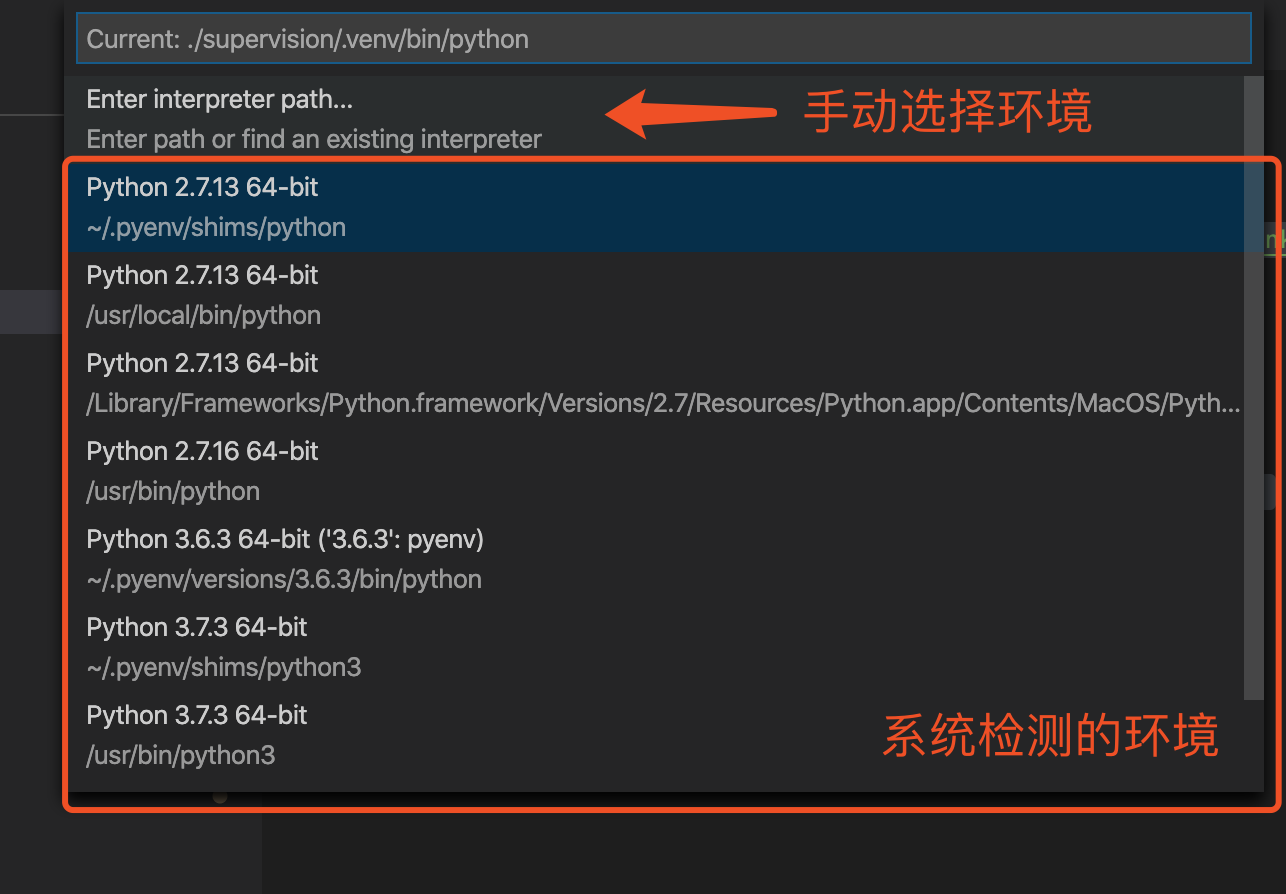 Current: ./supervision/.venv/bin/python
Enter interpreter path...
手动选择环境
Enter path or find an existing interpreter
Python 2.7.13 64-bit
~/.pyenv/shims/python
Python 2.7.13 64-bit
/usr/local/bin/python
Python 2.7.13 64-bit
/Library/Frameworks/Python.framework/Versions/2.7/Resources/Python.app/Contents/MacOS/Pyth...
Python 2.7.16 64-bit
/usr/bin/python
Python 3.6.3 64-bit ('3.6.3': pyenv)
~/.pyenv/versions/3.6.3/bin/python
Python 3.7.3 64-bit
~/.pyenv/shims/python3
Python 3.7.3 64-bit
系统检测的环境
/usr/bin/python3